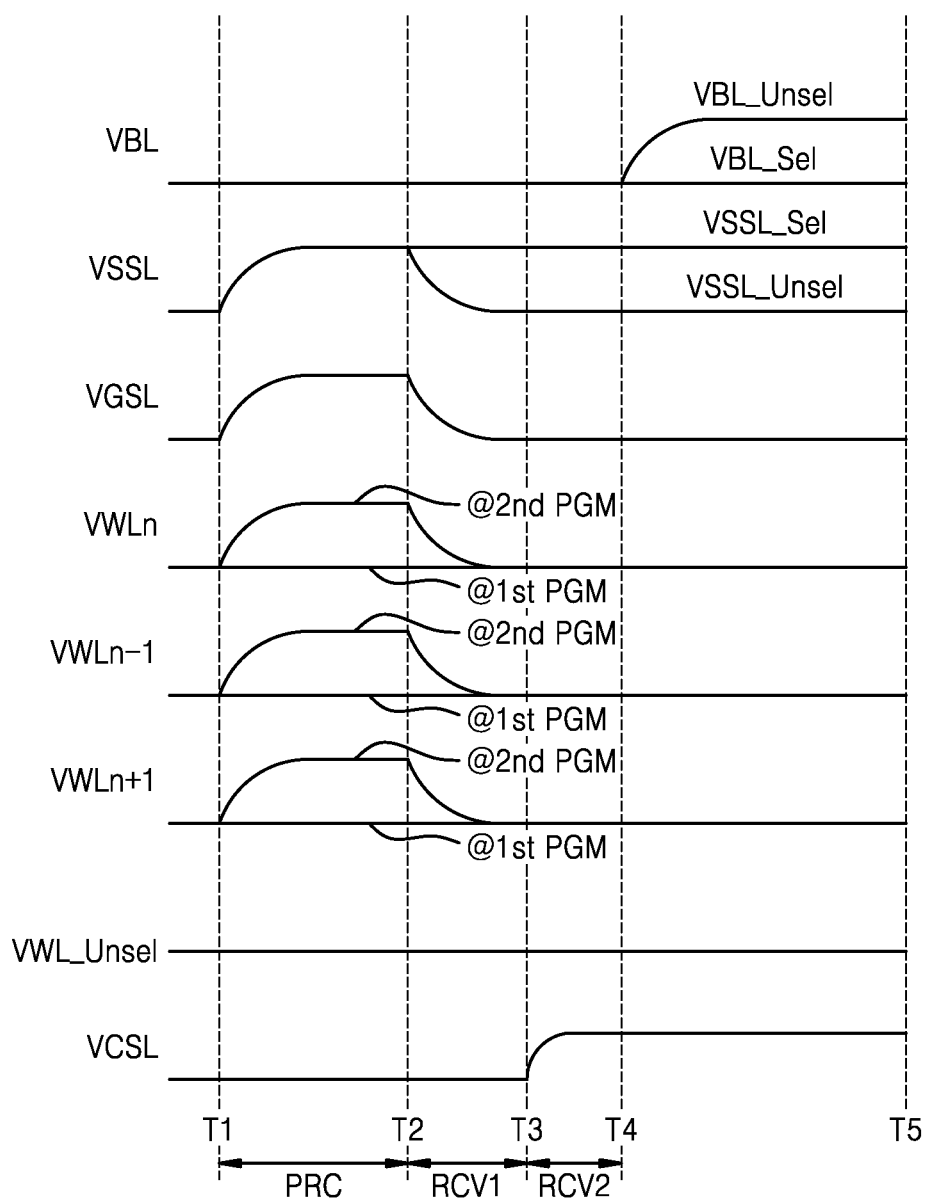 VBL_Unsel
VBL
VBL_Sel
VSSL_Sel
VSSL
VSSL_Unsel
VGSL
@2nd PGM
VWLn
@1st PGM
@2nd PGM
VWLn-1
@1st PGM
@2nd PGM
VWLn+1
@1st PGM
VWL_Unsel
VCSL
T1 T2 T3 T4 T5
PRC RCV1 RCV2